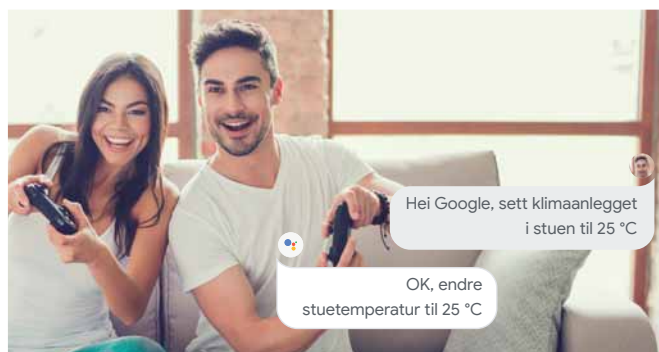 Hei Google, sett klimaanlegget
i stuen til 25 °C
OK, endre
stuetemperatur til 25 °C